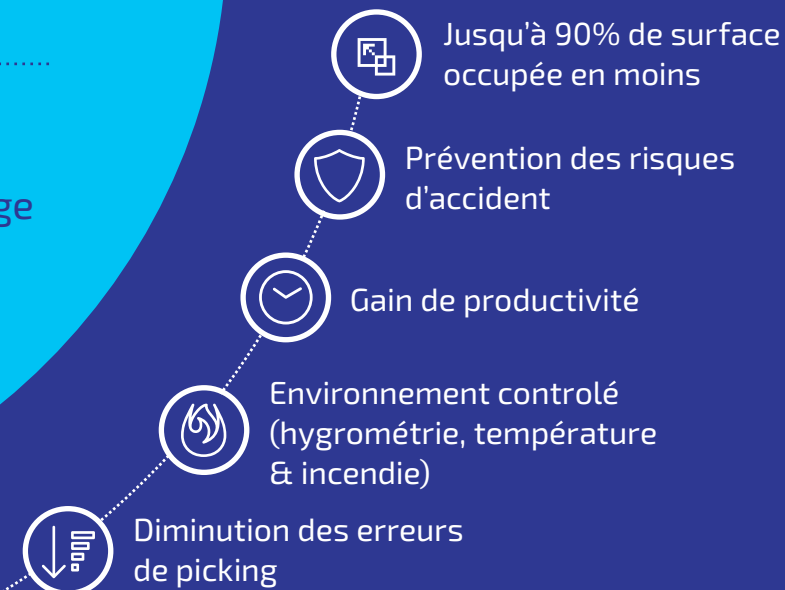 Jusqu'à 90% de surface
occupée en moins
Prévention des risques
d'accident
ge
Gain de productivité
Environnement controlé
(hygrométrie, température
& incendie)
Diminution des erreurs
de picking